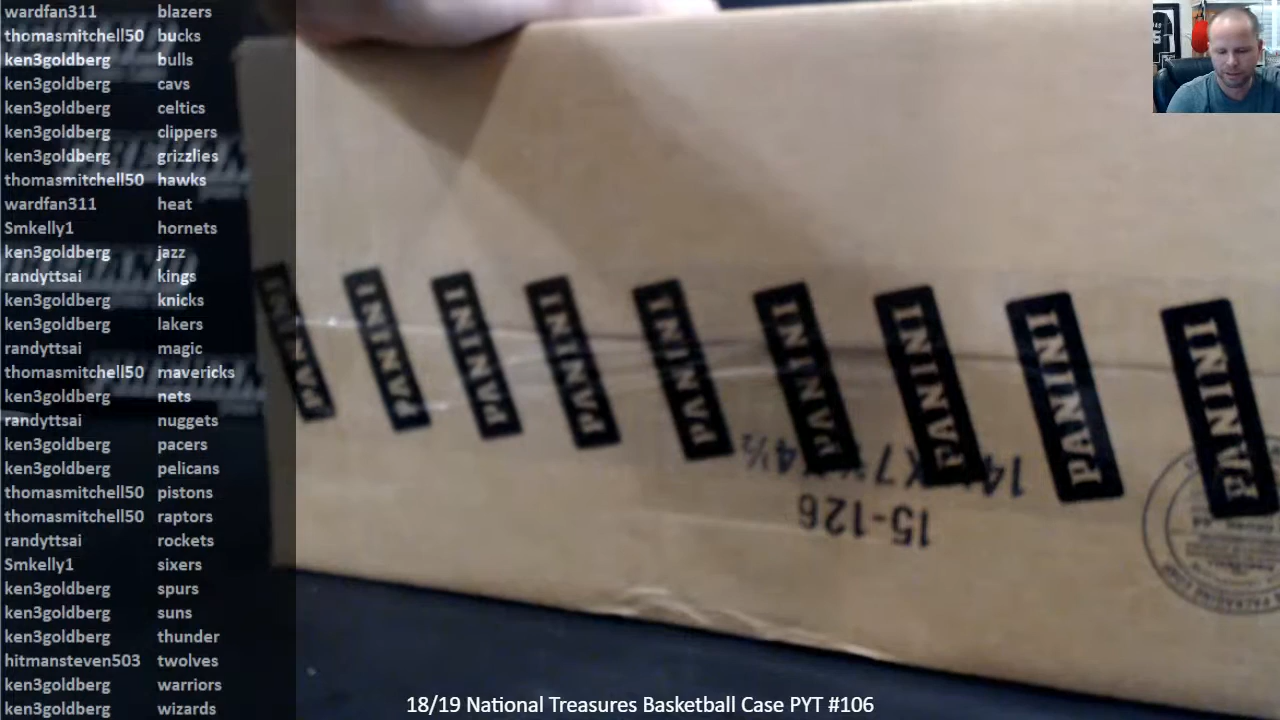 wardfan311 blazers
thomasmitchell50 bucks
ken3goldberg bulls
ken3goldberg cavs
ken3goldberg celtics
ken3goldberg clippers
ken3goldberg grizzlies
thomasmitchell50 hawks
wardfan311 heat
Smkelly1 hornets
ken3goldberg jazz
randyttsai kings
ken3goldberg knicks
ken3goldberg lakers
randyttsai magic
thomasmitchell50 mavericks
ken3goldberg nets
randyttsai nuggets
ken3goldberg pacers
ken3goldberg pelicans
thomasmitchell50 pistons
thomasmitchell50 raptors
randyttsai rockets
Smkelly1 sixers
ken3goldberg spurs
ken3goldberg suns
ken3goldberg thunder
hitmansteven503 twolves
ken3goldberg warriors
ken3goldberg wizards
PANINI
PANINI
PANINI
PANINI
PANINI
PANINI
PANINI
PANINI
PANINI
15-126
18/19 National Treasures Basketball Case PYT #106